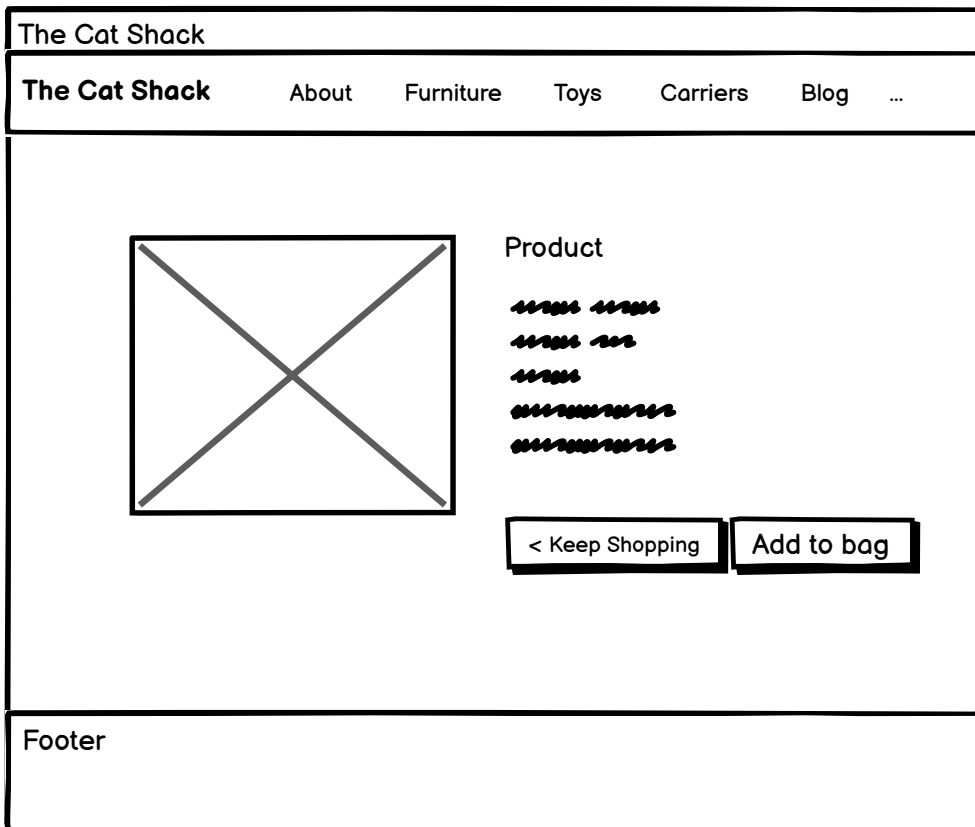 The Cat Shack
The Cat Shack About Furniture Toys Carriers Blog ...
Product
< Keep Shopping Add to bag
Footer